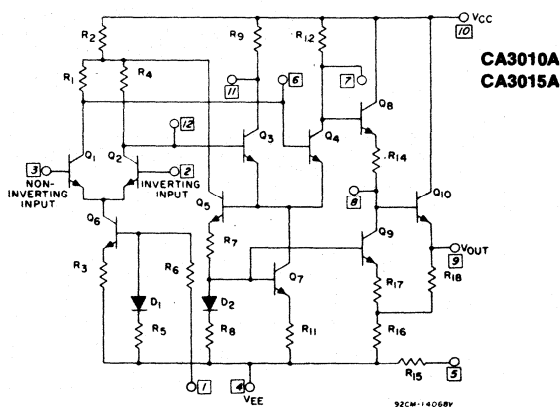 VCC
10
R2
R9
R12
CA3010A
CA3015A
R1
R4
11
6
7
Q8
12
Q3
Q4
R14
3
Q1
Q2
2
8
Q10
NON-
INVERTING
INPUT
INVERTING
INPUT
Q5
Q6
R7
Q9
VOUT
9
R3
R6
Q7
R17
R18
D1
D2
R5
R8
R11
R16
R15
5
1
4
VEE
92CM-14068V